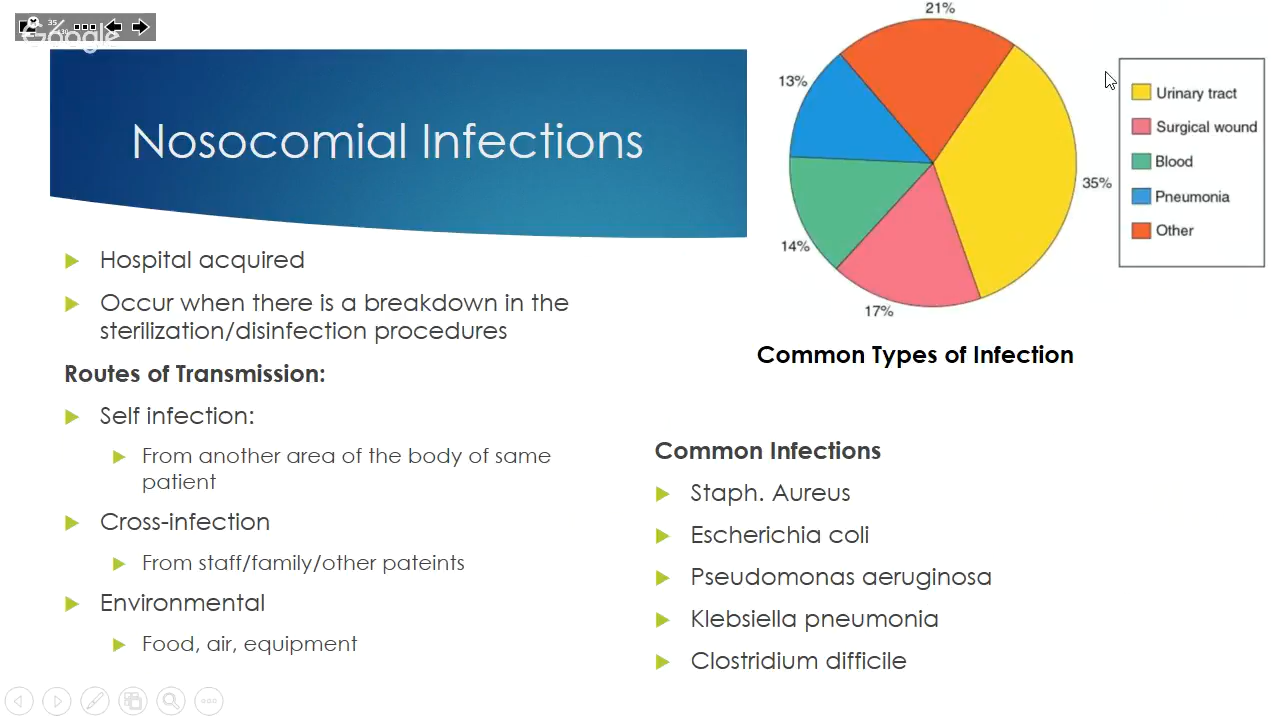 35
Google
Nosocomial Infections
Hospital acquired
Occur when there is a breakdown in the
sterilization/disinfection procedures
Routes of Transmission:
Self infection:
From another area of the body of same
patient
Cross-infection
From staff/family/other pateints
Environmental
Food, air, equipment
21%
13%
35%
14%
17%
Urinary tract
Surgical wound
Blood
Pneumonia
Other
Common Types of Infection
Common Infections
Staph. Aureus
Escherichia coli
Pseudomonas aeruginosa
Klebsiella pneumonia
Clostridium difficile